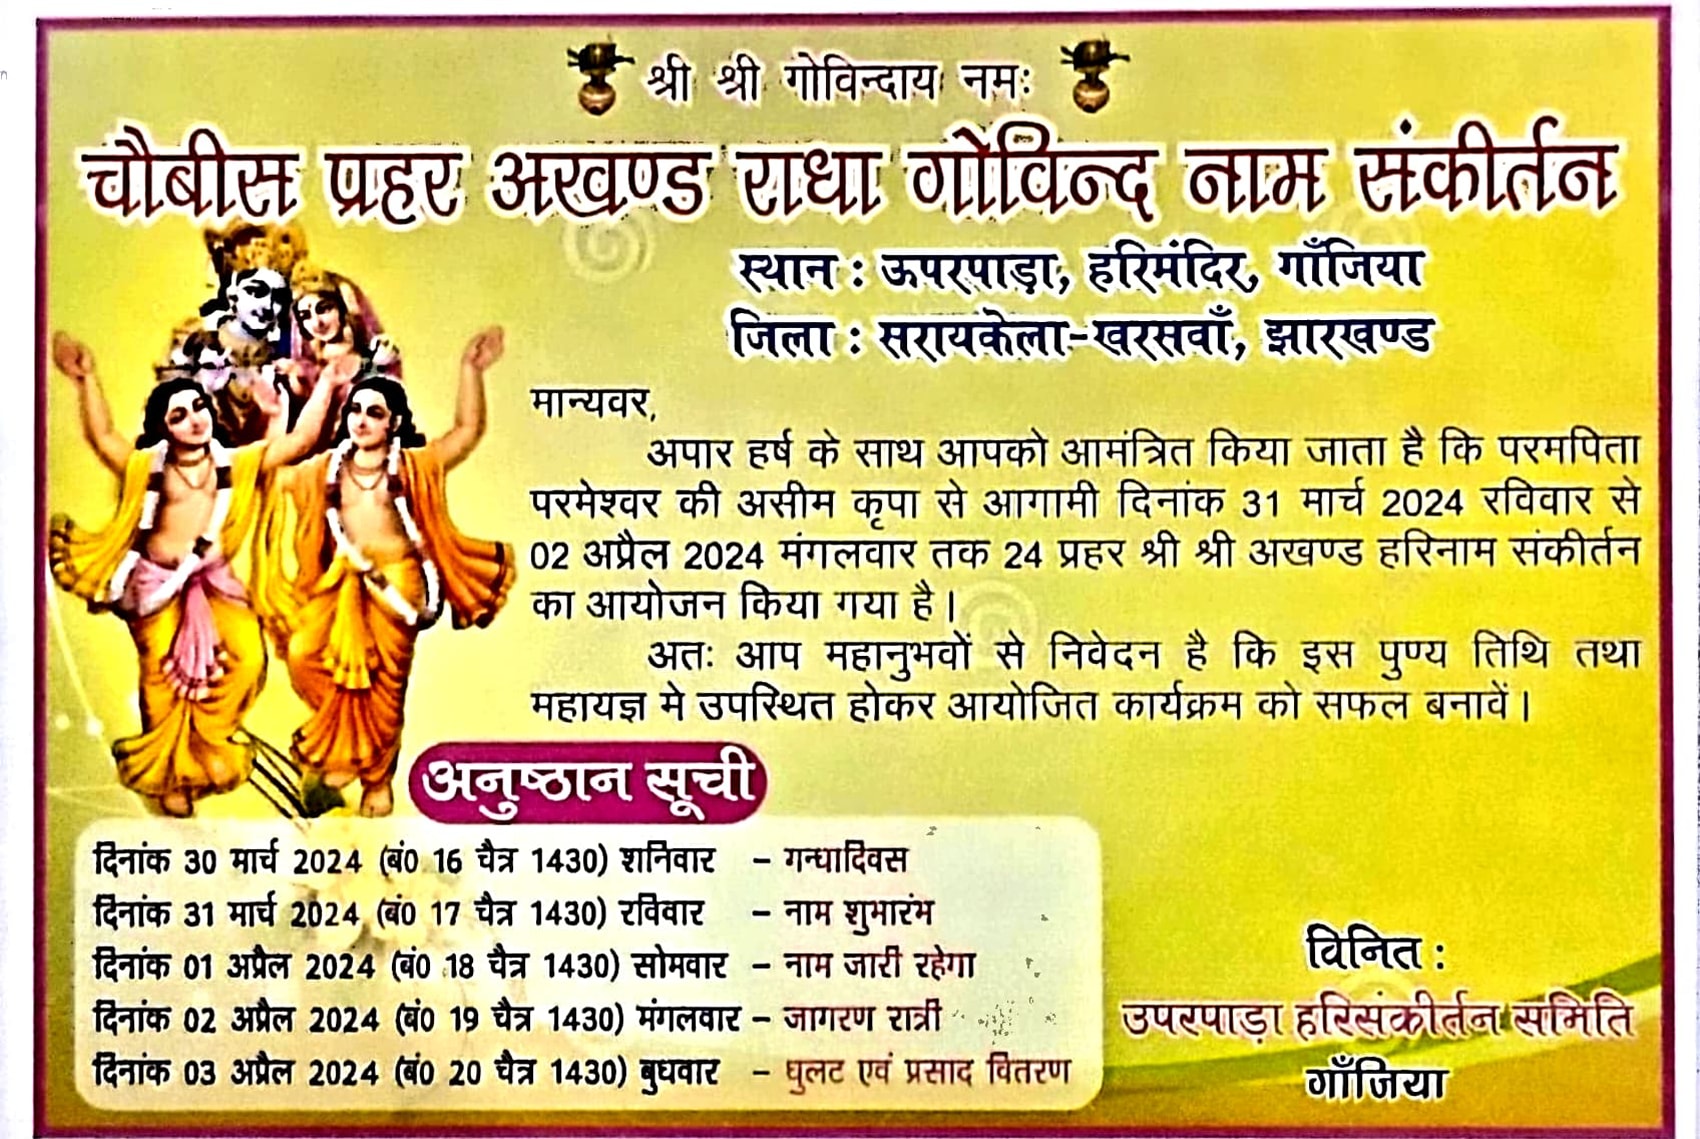 श्री श्री गोविन्दाय नमः
चौबीस प्रहर अखण्ड राधा गोविन्द नाम संकीर्तन
स्थान : ऊपरपाड़ा, हरिमंदिर, गाँजिया
जिला : सरायकेला-खरसवाँ, झारखण्ड
मान्यवर,
अपार हर्ष के साथ आपको आमंत्रित किया जाता है कि परमपिता
परमेश्वर की असीम कृपा से आगामी दिनांक 31 मार्च 2024 रविवार से
02 अप्रैल 2024 मंगलवार तक 24 प्रहर श्री श्री अखण्ड हरिनाम संकीर्तन
का आयोजन किया गया है।
अतः आप महानुभवों से निवेदन है कि इस पुण्य तिथि तथा
महायज्ञ मे उपस्थित होकर आयोजित कार्यक्रम को सफल बनावें।
अनुष्ठान सूची
दिनांक 30 मार्च 2024 (बं0 16 चैत्र 1430) शनिवार – गन्धादिवस
दिनांक 31 मार्च 2024 (बं0 17 चैत्र 1430) रविवार – नाम शुभारंभ
दिनांक 01 अप्रैल 2024 (बं0 18 चैत्र 1430) सोमवार – नाम जारी रहेगा
दिनांक 02 अप्रैल 2024 (बं0 19 चैत्र 1430) मंगलवार – जागरण रात्री
दिनांक 03 अप्रैल 2024 (बं0 20 चैत्र 1430) बुधवार – धुलट एवं प्रसाद वितरण
विनित :
उपरपाड़ा हरिसंकीर्तन समिति
गाँजिया